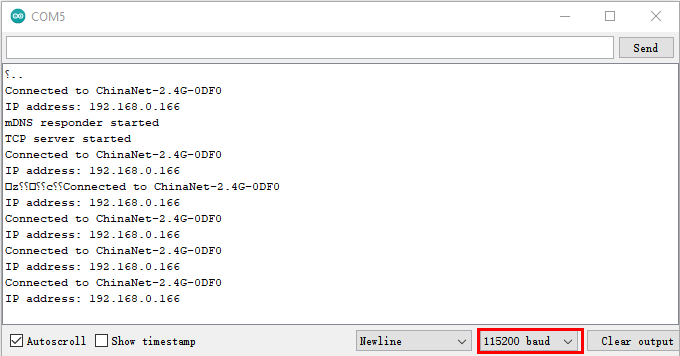 COM5
Send
⸮..
Connected to ChinaNet-2.4G-0DF0
IP address: 192.168.0.166
mDNS responder started
TCP server started
Connected to ChinaNet-2.4G-0DF0
IP address: 192.168.0.166
□z⸮⸮□⸮⸮c⸮⸮Connected to ChinaNet-2.4G-0DF0
IP address: 192.168.0.166
Connected to ChinaNet-2.4G-0DF0
IP address: 192.168.0.166
Connected to ChinaNet-2.4G-0DF0
IP address: 192.168.0.166
Connected to ChinaNet-2.4G-0DF0
IP address: 192.168.0.166
Autoscroll Show timestamp Newline 115200 baud Clear output